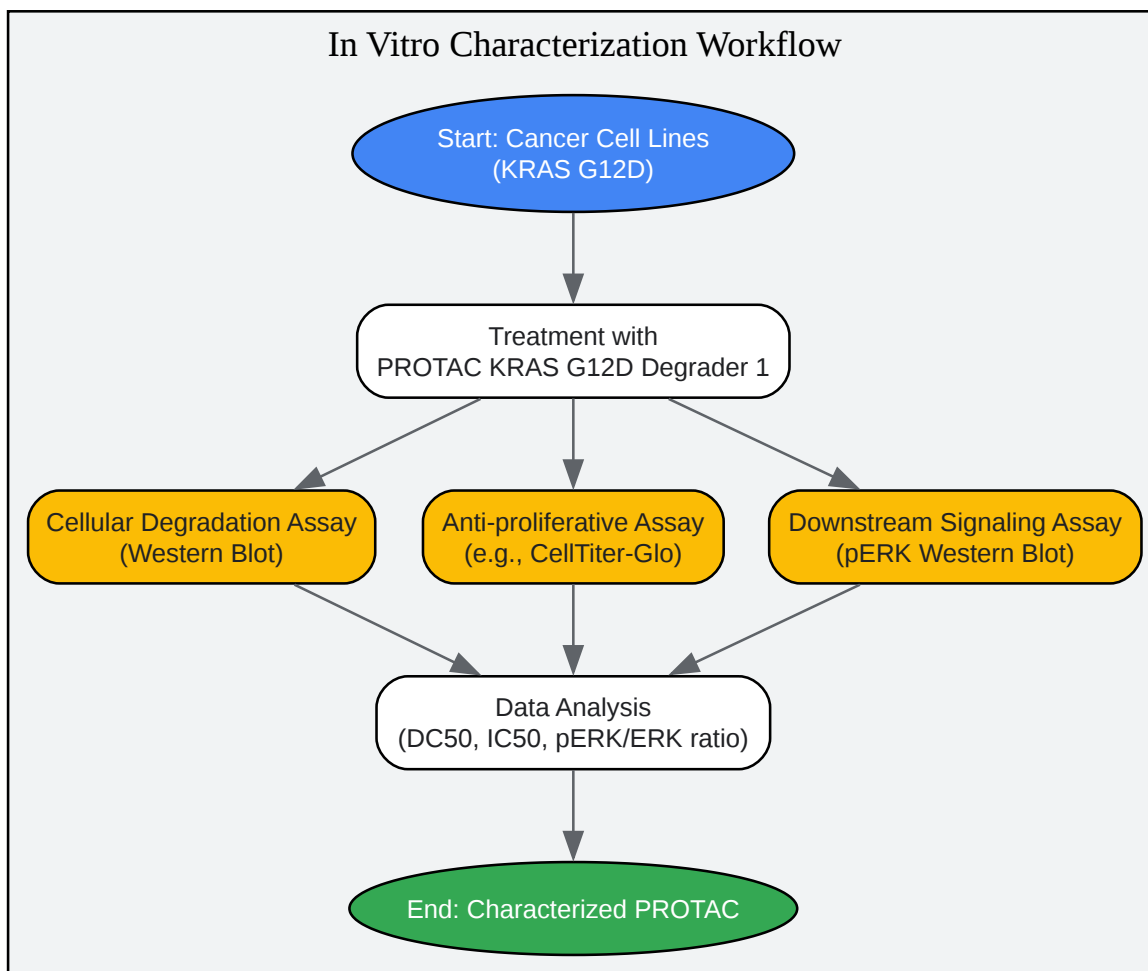 In Vitro Characterization Workflow
Start: Cancer Cell Lines
(KRAS G12D)
Treatment with
PROTAC KRAS G12D Degrader 1
Cellular Degradation Assay
(Western Blot)
Anti-proliferative Assay
(e.g., CellTiter-Glo)
Downstream Signaling Assay
(pERK Western Blot)
Data Analysis
(DC50, IC50, pERK/ERK ratio)
End: Characterized PROTAC